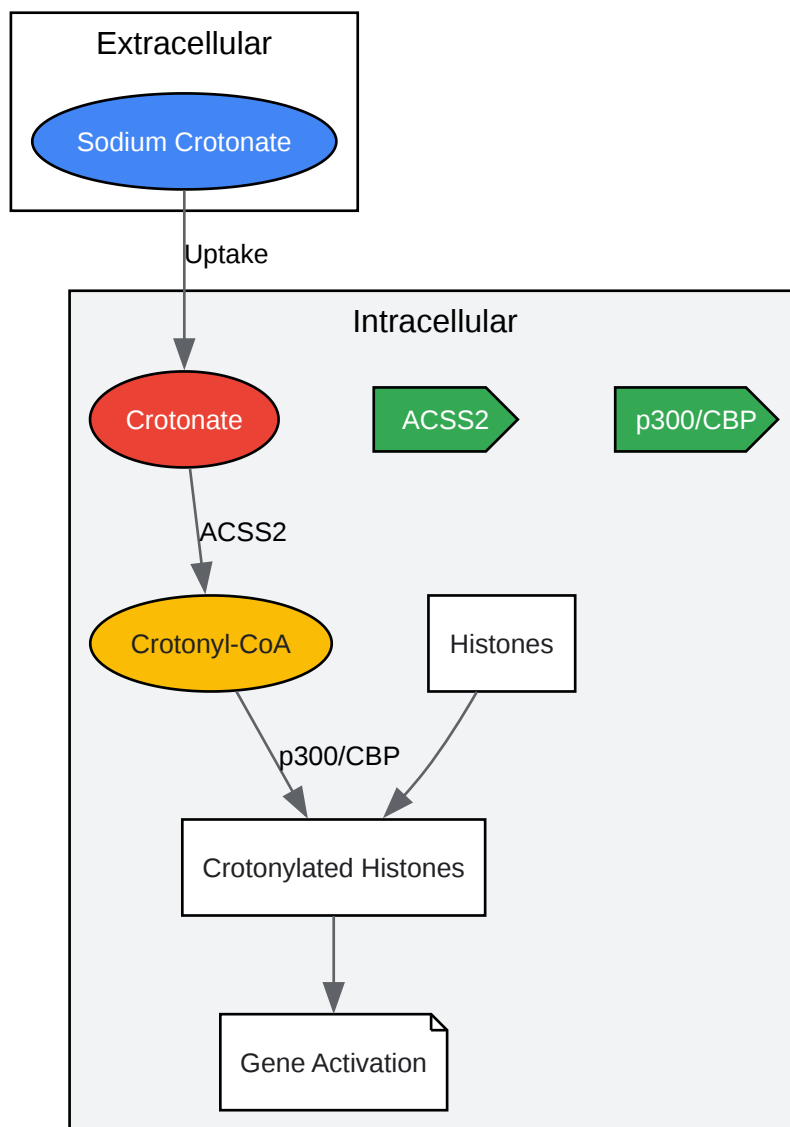 Extracellular
Sodium Crotonate
Uptake
Intracellular
Crotonate
ACSS2
p300/CBP
ACSS2
Crotonyl-CoA
Histones
p300/CBP
Crotonylated Histones
Gene Activation